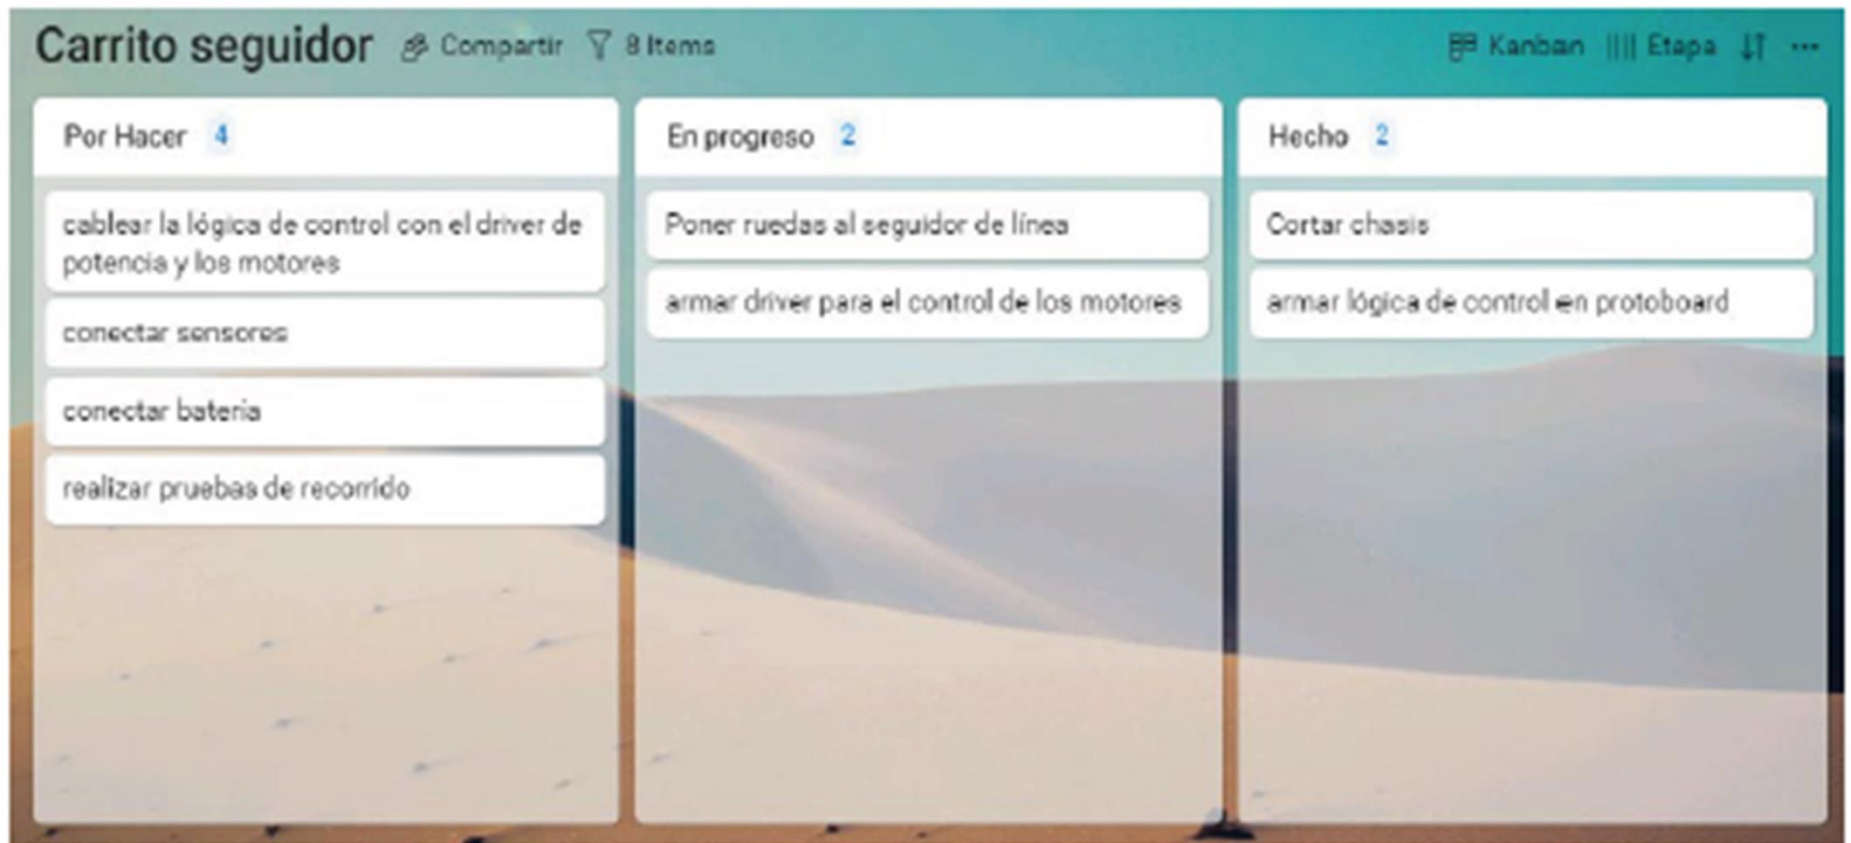 Carrito seguidor Compartir 8 Items Kanban Etapa ...
Por Hacer 4
cablear la lógica de control con el driver de
potencia y los motores
conectar sensores
conectar bateria
realizar pruebas de recorrido
En progreso 2
Poner ruedas al seguidor de línea
armar driver para el control de los motores
Hecho 2
Cortar chasis
armar lógica de control en protoboard